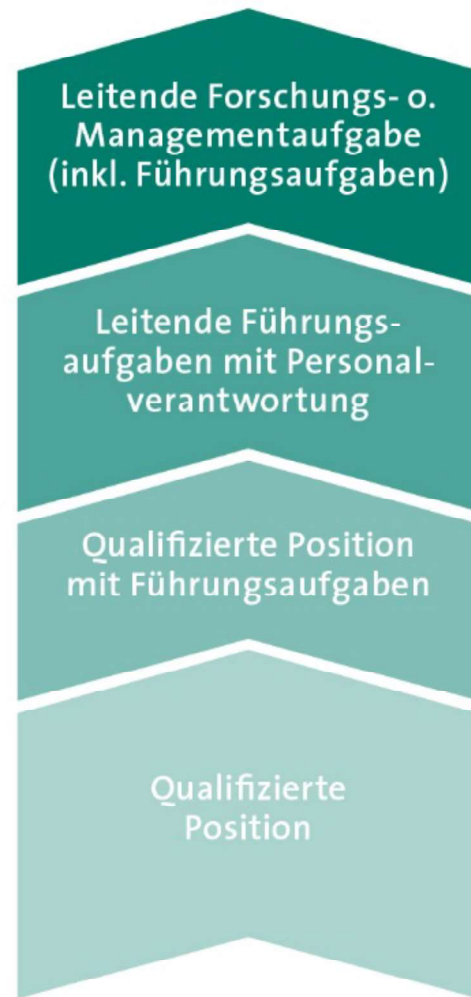 Leitende Forschungs- o.
Managementaufgabe
(inkl. Führungsaufgaben)
Leitende Führungs-
aufgaben mit Personal-
verantwortung
Qualifizierte Position
mit Führungsaufgaben
Qualifizierte
Position